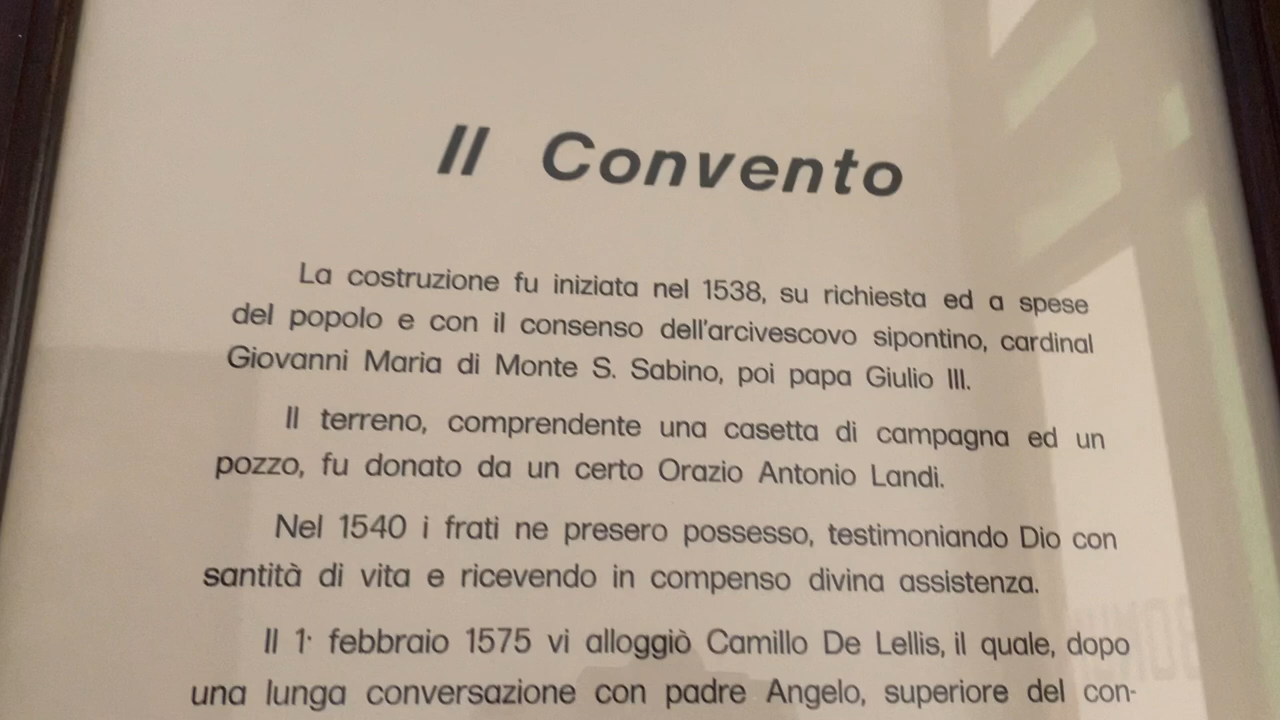 Il Convento
La costruzione fu iniziata nel 1538, su richiesta ed a spese
del popolo e con il consenso dell'arcivescovo sipontino, cardinal
Giovanni Maria di Monte S. Sabino, poi papa Giulio III.
Il terreno, comprendente una casetta di campagna ed un
pozzo, fu donato da un certo Orazio Antonio Landi.
Nel 1540 i frati ne presero possesso, testimoniando Dio con
santità di vita e ricevendo in compenso divina assistenza.
Il 1· febbraio 1575 vi alloggiò Camillo De Lellis, il quale, dopo
una lunga conversazione con padre Angelo, superiore del con-